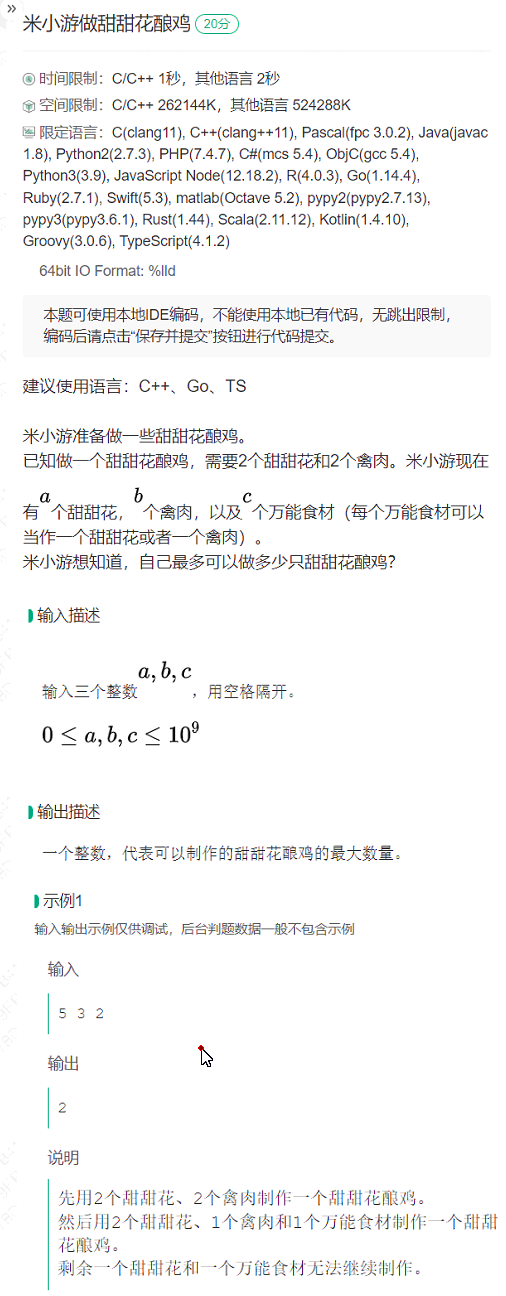 »
米小游做甜甜花酿鸡 20分
时间限制：C/C++ 1秒，其他语言 2秒
空间限制：C/C++ 262144K，其他语言 524288K
限定语言：C(clang11), C++(clang++11), Pascal(fpc 3.0.2), Java(javac
1.8), Python2(2.7.3), PHP(7.4.7), C#(mcs 5.4), ObjC(gcc 5.4),
Python3(3.9), JavaScript Node(12.18.2), R(4.0.3), Go(1.14.4),
Ruby(2.7.1), Swift(5.3), matlab(Octave 5.2), pypy2(pypy2.7.13),
pypy3(pypy3.6.1), Rust(1.44), Scala(2.11.12), Kotlin(1.4.10),
Groovy(3.0.6), TypeScript(4.1.2)
64bit IO Format: %lld
本题可使用本地IDE编码，不能使用本地已有代码，无跳出限制，
编码后请点击“保存并提交”按钮进行代码提交。
建议使用语言：C++、Go、TS
米小游准备做一些甜甜花酿鸡。
已知做一个甜甜花酿鸡，需要2个甜甜花和2个禽肉。米小游现在
有a个甜甜花，b个禽肉，以及c个万能食材（每个万能食材可以
当作一个甜甜花或者一个禽肉）。
米小游想知道，自己最多可以做多少只甜甜花酿鸡？
输入描述
输入三个整数a,b,c，用空格隔开。
0 ≤ a,b,c ≤ 10⁹
输出描述
一个整数，代表可以制作的甜甜花酿鸡的最大数量。
示例1
输入输出示例仅供调试，后台判题数据一般不包含示例
输入
5 3 2
输出
2
说明
先用2个甜甜花、2个禽肉制作一个甜甜花酿鸡。
然后用2个甜甜花、1个禽肉和1个万能食材制作一个甜甜
花酿鸡。
剩余一个甜甜花和一个万能食材无法继续制作。